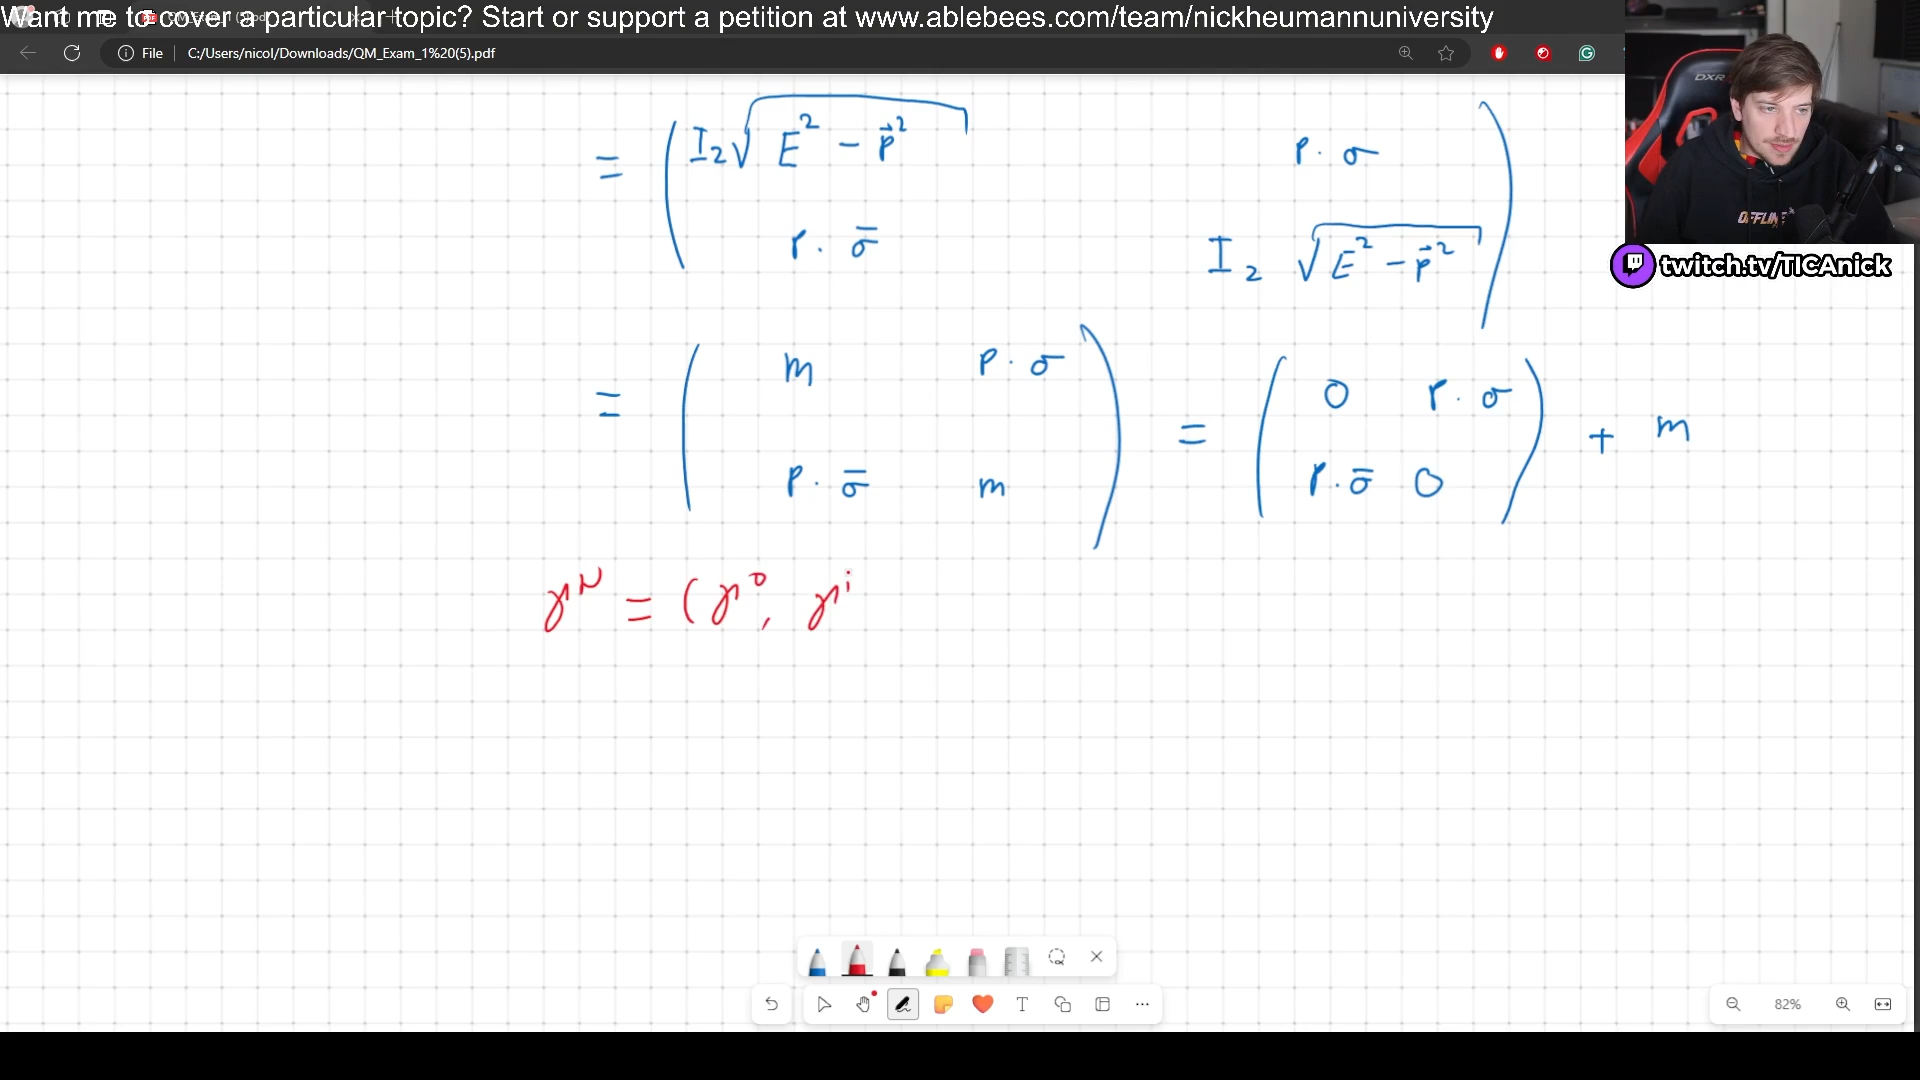 Want me to cover a particular topic? Start or support a petition at www.ablebees.com/team/nickheumannuniversity
File C:/Users/nicol/Downloads/QM_Exam_1%20(5).pdf
DXR
OFFLINE
twitch.tv/TICAnick
= ( I₂ √(E² − p⃗²)  p · σ
p · σ̄  I₂ √(E² − p⃗²) )
= ( m  p · σ  = ( 0  p · σ  + m
p · σ̄  m )  p · σ̄  0 )
γ^μ = (γ⁰, γⁱ
T
82%